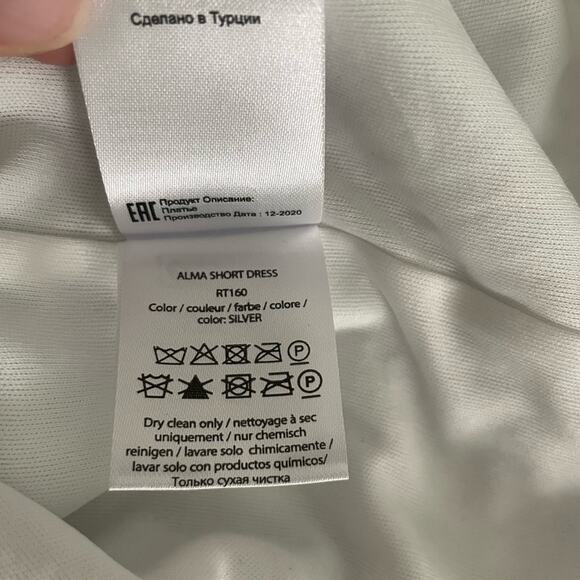 Сделано в Турции
EAC Продукт Описание:
Платье
Производство Дата : 12-2020
ALMA SHORT DRESS
RT160
Color / couleur / farbe / colore /
color: SILVER
P
P
Dry clean only / nettoyage à sec
uniquement / nur chemisch
reinigen / lavare solo chimicamente /
lavar solo con productos químicos/
Только сухая чистка